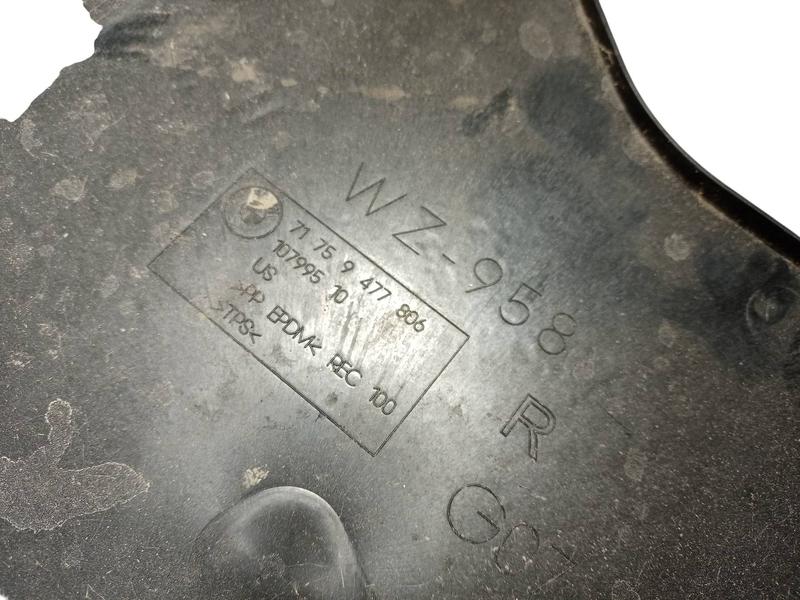 WZ-958
R
71 75 9 477 806
107995 10
US
>PP EPDM< REC 100
>TPS<